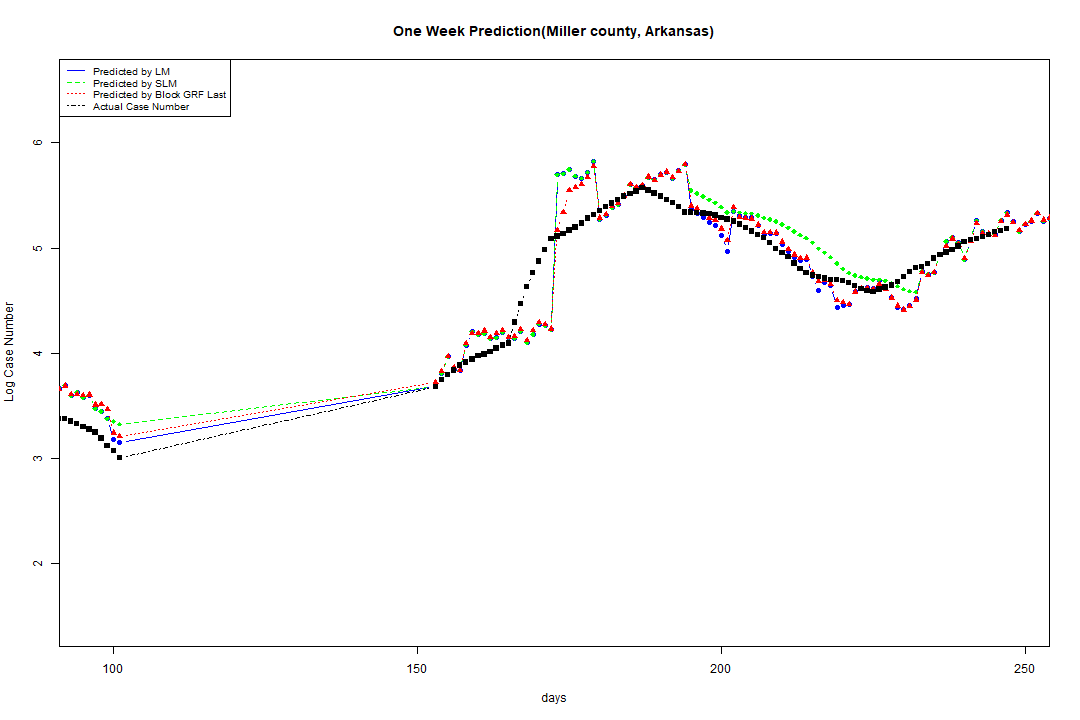 One Week Prediction(Miller county, Arkansas)
Predicted by LM
Predicted by SLM
Predicted by Block GRF Last
Actual Case Number
6
5
4
3
2
Log Case Number
100 150 200 250
days